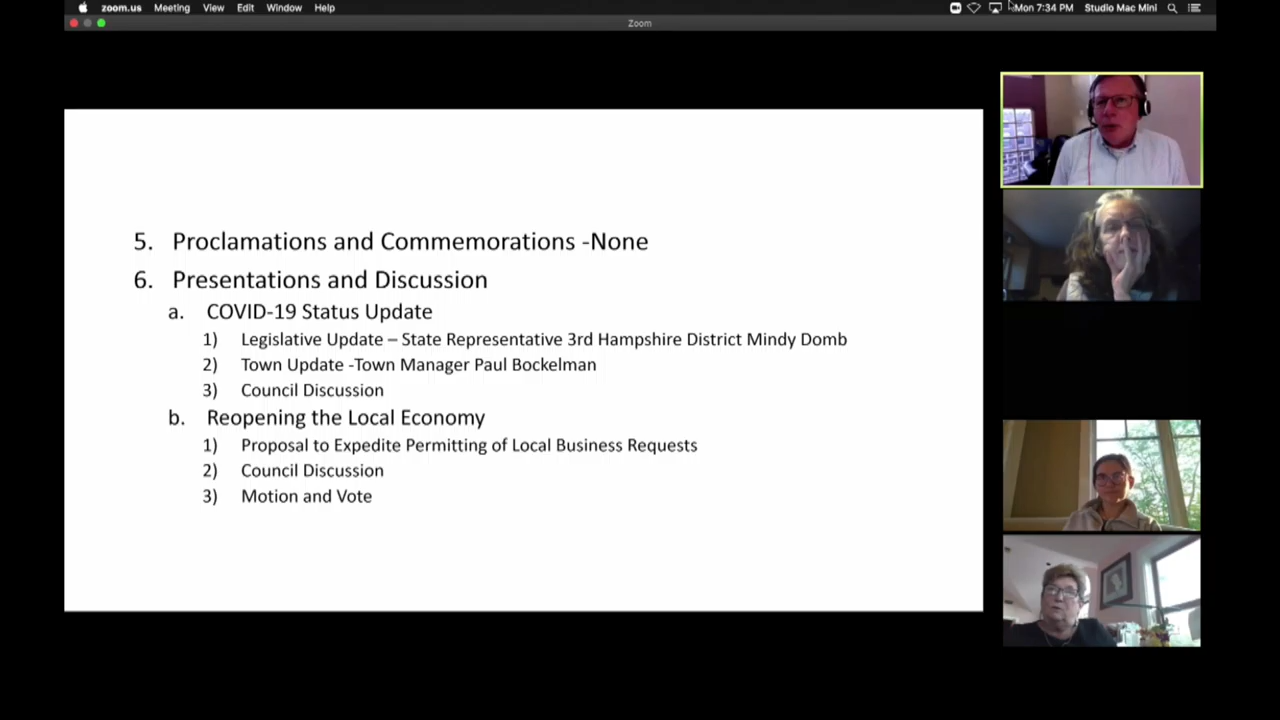 zoom.us Meeting View Edit Window Help Mon 7:34 PM Studio Mac Mini
Zoom
5. Proclamations and Commemorations -None
6. Presentations and Discussion
a. COVID-19 Status Update
1) Legislative Update – State Representative 3rd Hampshire District Mindy Domb
2) Town Update -Town Manager Paul Bockelman
3) Council Discussion
b. Reopening the Local Economy
1) Proposal to Expedite Permitting of Local Business Requests
2) Council Discussion
3) Motion and Vote